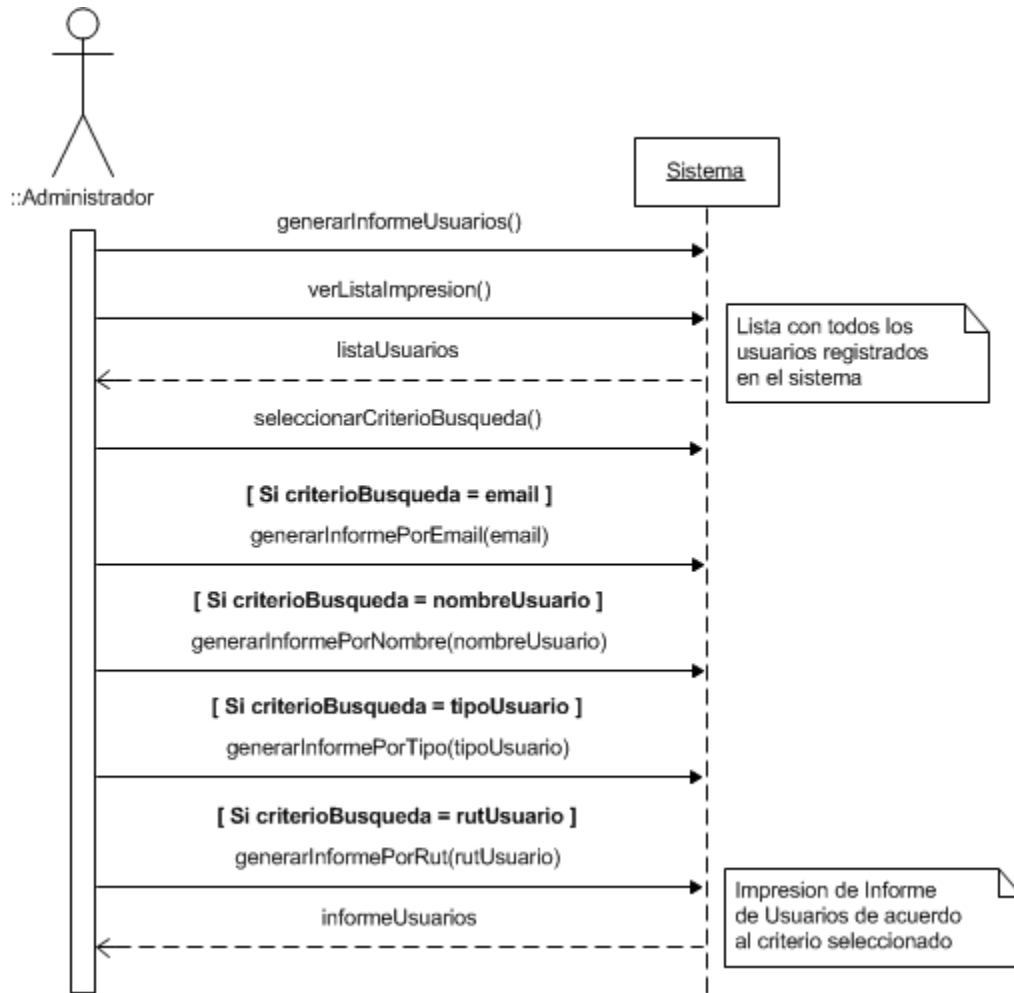 ::Administrador
Sistema
generarInformeUsuarios()
verListaImpresion()
Lista con todos los
usuarios registrados
en el sistema
listaUsuarios
seleccionarCriterioBusqueda()
[ Si criterioBusqueda = email ]
generarInformePorEmail(email)
[ Si criterioBusqueda = nombreUsuario ]
generarInformePorNombre(nombreUsuario)
[ Si criterioBusqueda = tipoUsuario ]
generarInformePorTipo(tipoUsuario)
[ Si criterioBusqueda = rutUsuario ]
generarInformePorRut(rutUsuario)
informeUsuarios
Impresion de Informe
de Usuarios de acuerdo
al criterio seleccionado